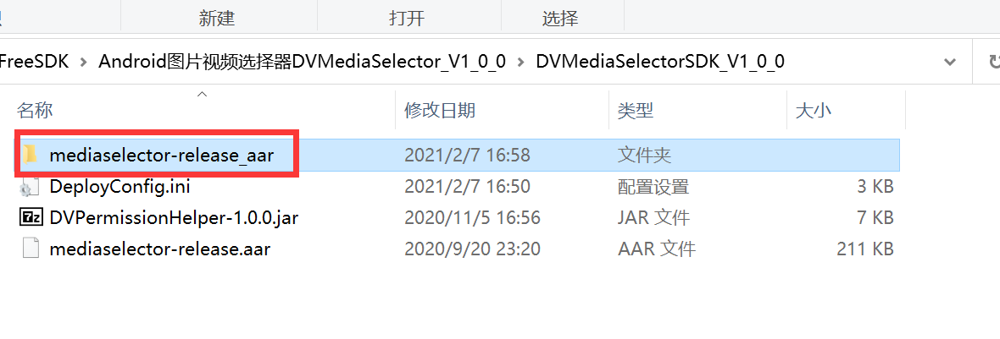 新建 打开 选择
FreeSDK > Android图片视频选择器DVMediaSelector_V1_0_0 > DVMediaSelectorSDK_V1_0_0
名称 修改日期 类型 大小
mediaselector-release_aar 2021/2/7 16:58 文件夹
DeployConfig.ini 2021/2/7 16:50 配置设置 3 KB
DVPermissionHelper-1.0.0.jar 2020/11/5 16:56 JAR 文件 7 KB
mediaselector-release.aar 2020/9/20 23:20 AAR 文件 211 KB